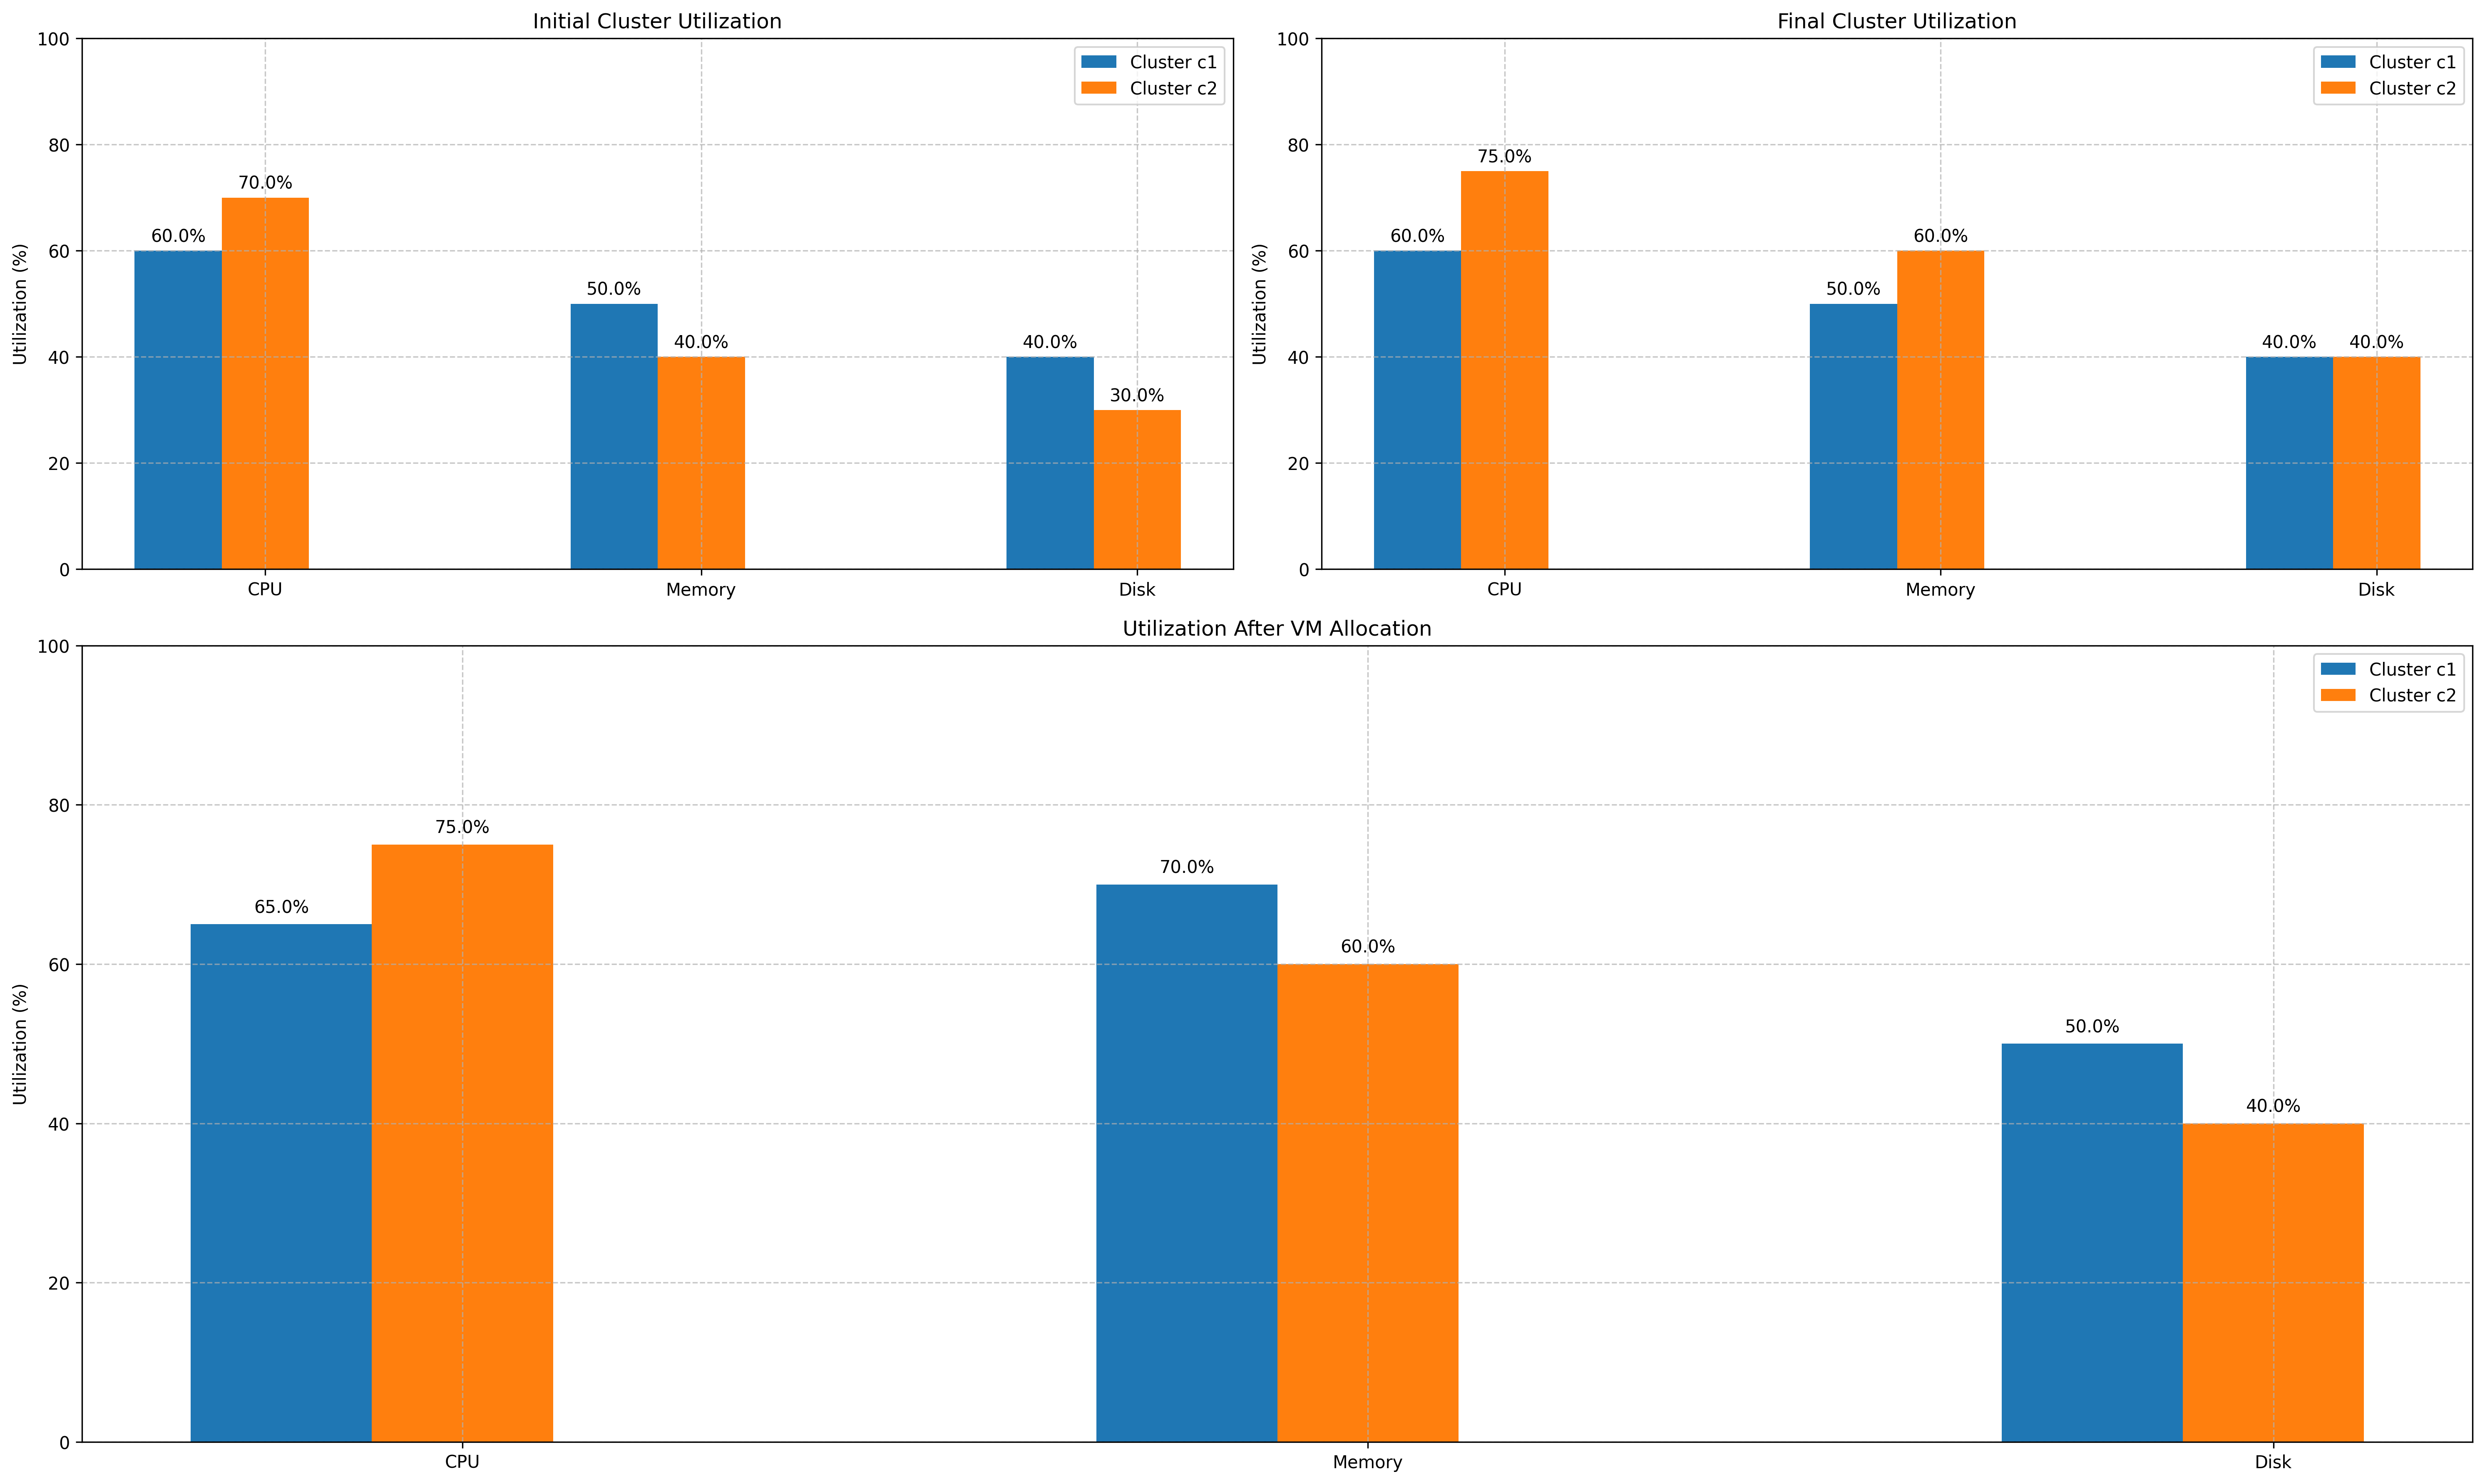 Initial Cluster Utilization
Utilization (%)
100
80
60
40
20
0
60.0%
70.0%
50.0%
40.0%
40.0%
30.0%
CPU
Memory
Disk
Cluster c1
Cluster c2
Final Cluster Utilization
Utilization (%)
100
80
60
40
20
0
60.0%
75.0%
50.0%
60.0%
40.0%
40.0%
CPU
Memory
Disk
Cluster c1
Cluster c2
Utilization After VM Allocation
Utilization (%)
100
80
60
40
20
0
65.0%
75.0%
70.0%
60.0%
50.0%
40.0%
CPU
Memory
Disk
Cluster c1
Cluster c2